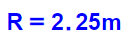 R = 2.25m